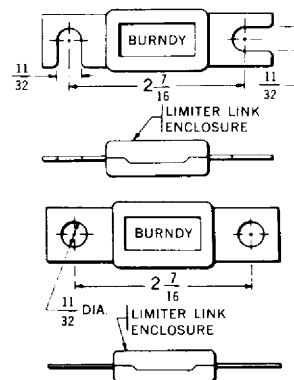 BURNDY
11/32
2 7/16
11/32
LIMITER LINK
ENCLOSURE
BURNDY
2 7/16
11/32 DIA.
LIMITER LINK
ENCLOSURE